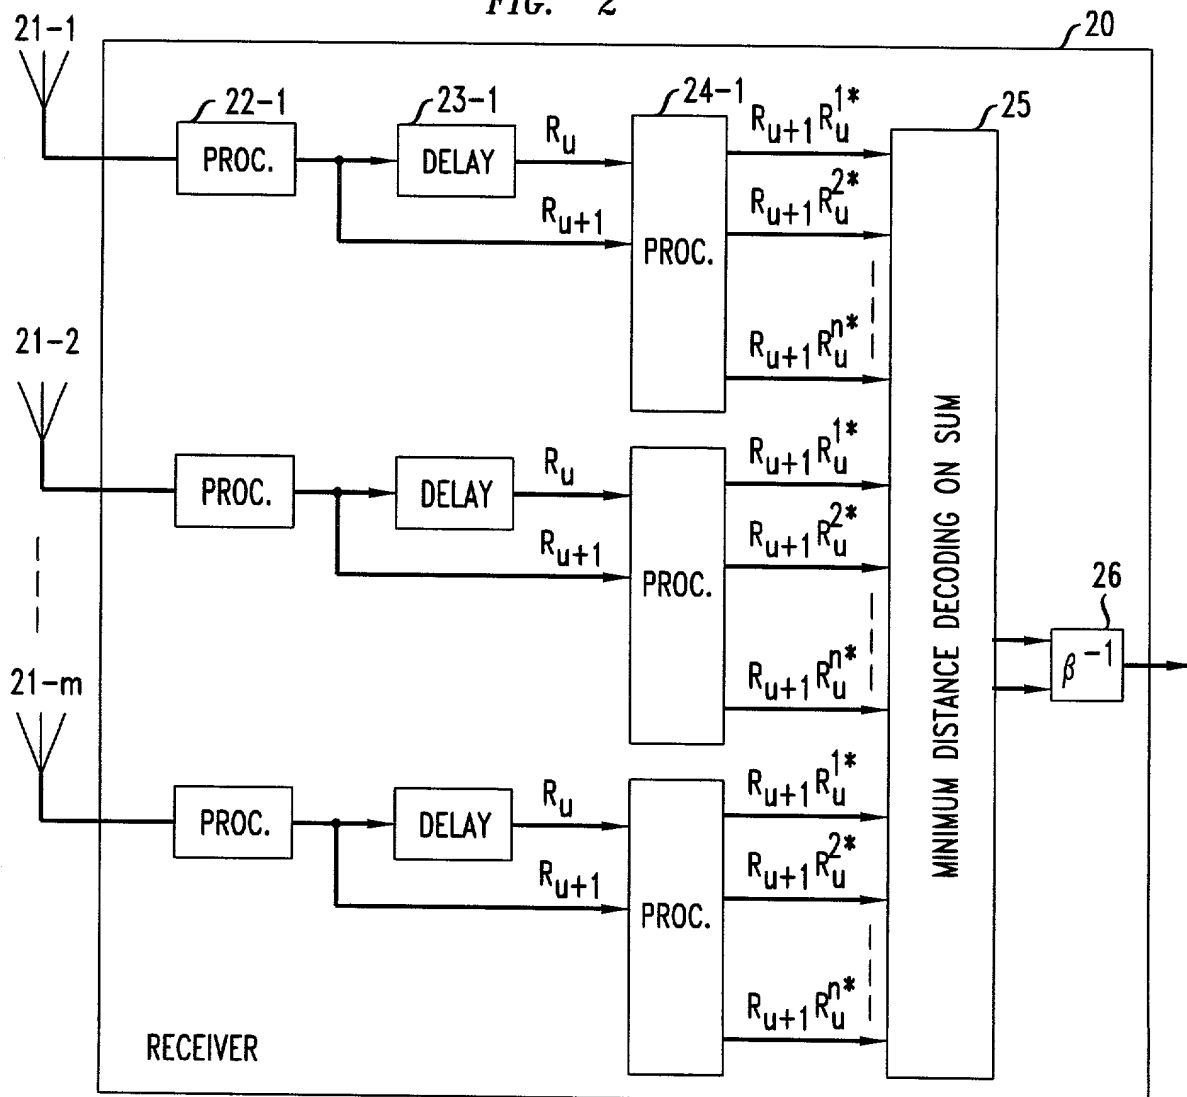 FIG. 2
20
21-1
22-1
23-1
24-1
25
PROC.
DELAY
R_u
R_{u+1}
PROC.
R_{u+1} R_u^{1*}
R_{u+1} R_u^{2*}
R_{u+1} R_u^{n*}
21-2
PROC.
DELAY
R_u
R_{u+1}
PROC.
R_{u+1} R_u^{1*}
R_{u+1} R_u^{2*}
R_{u+1} R_u^{n*}
21-m
PROC.
DELAY
R_u
R_{u+1}
PROC.
R_{u+1} R_u^{1*}
R_{u+1} R_u^{2*}
R_{u+1} R_u^{n*}
MINIMUM DISTANCE DECODING ON SUM
26
β^{-1}
RECEIVER